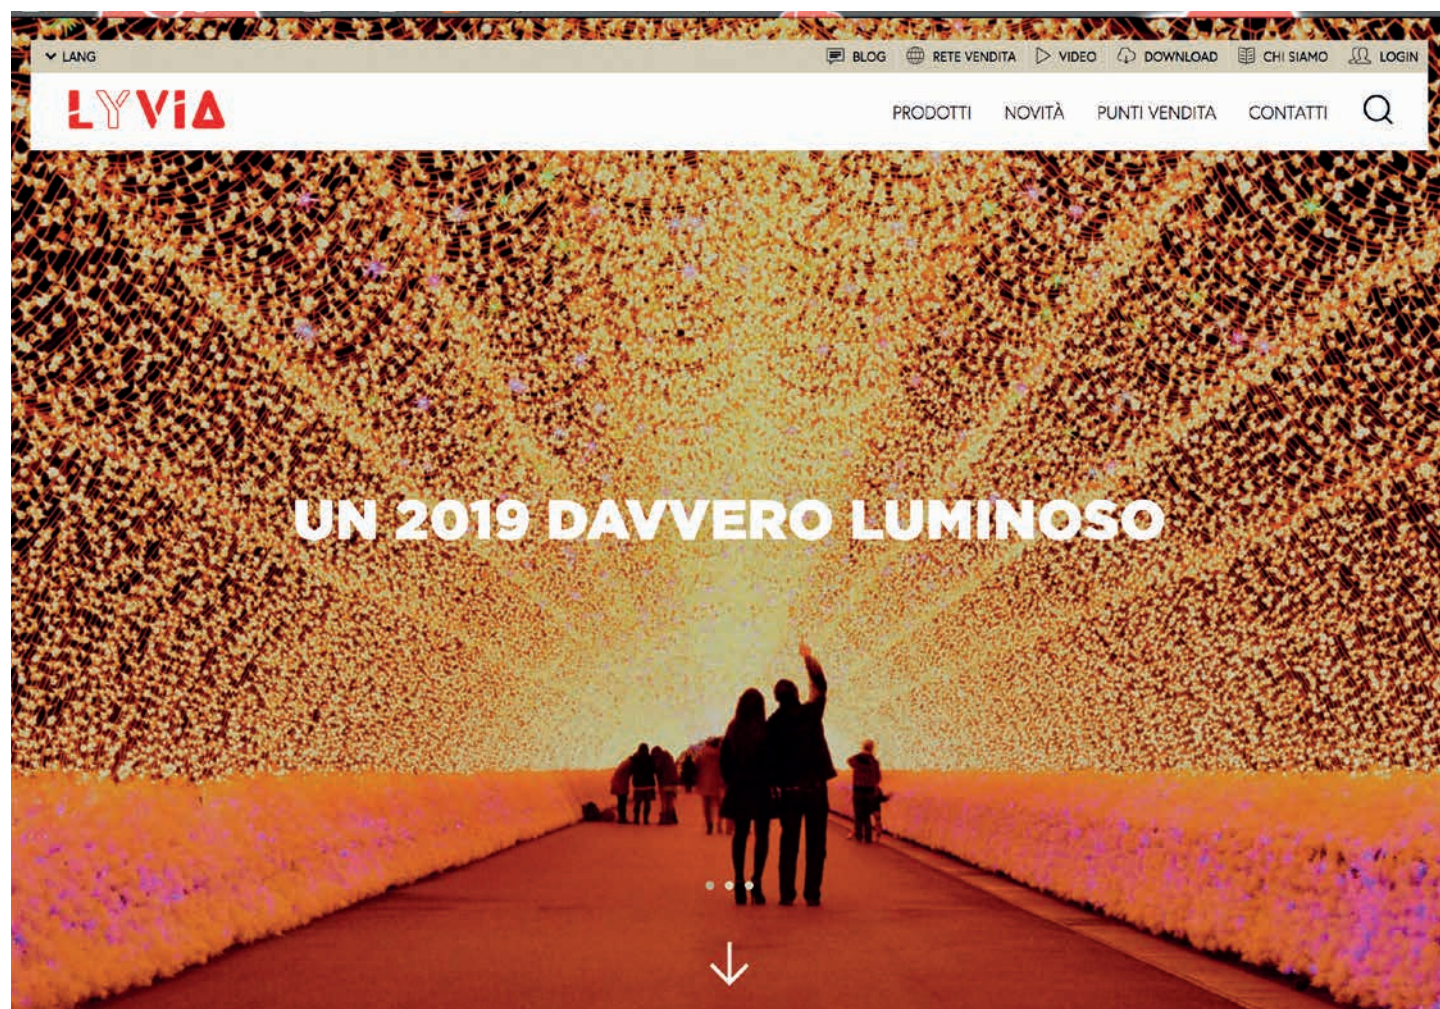 LANG
BLOG
RETE VENDITA
VIDEO
DOWNLOAD
CHI SIAMO
LOGIN
LYViA
PRODOTTI
NOVITÀ
PUNTI VENDITA
CONTATTI
UN 2019 DAVVERO LUMINOSO